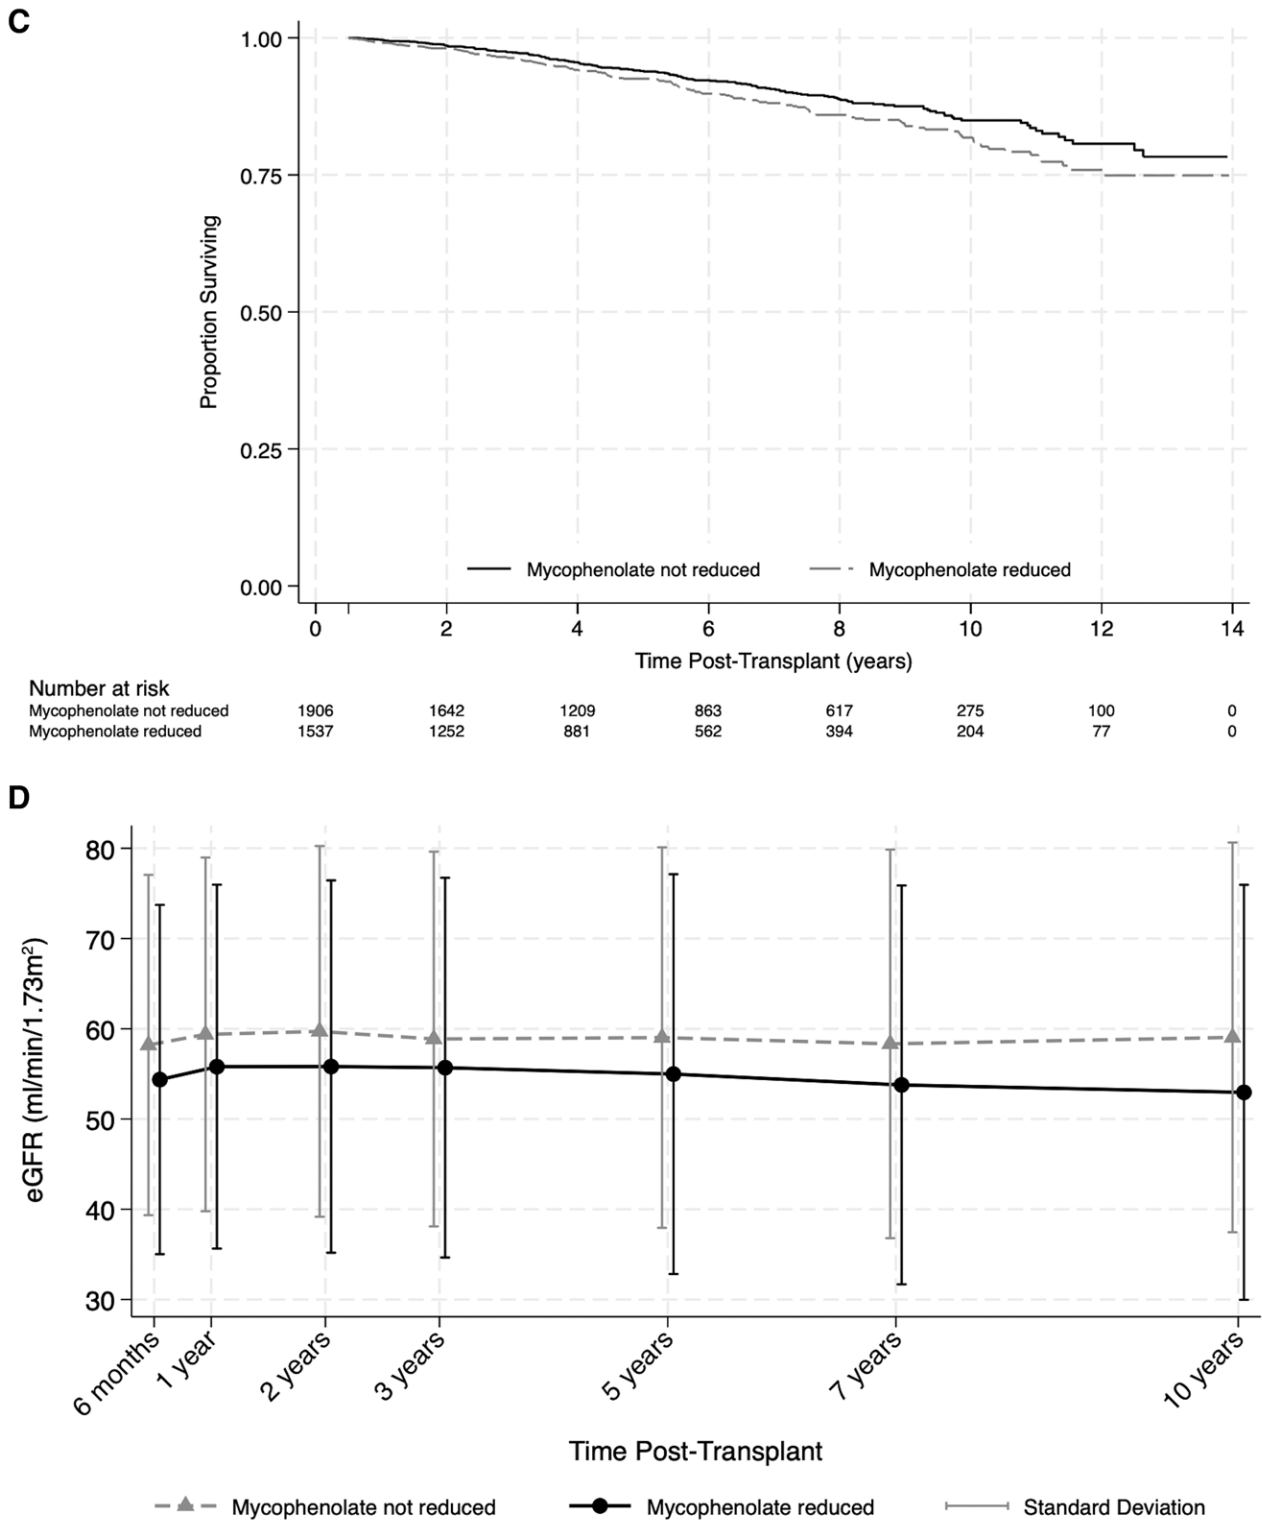 C
1.00
0.75
0.50
0.25
0.00
Proportion Surviving
Mycophenolate not reduced Mycophenolate reduced
0 2 4 6 8 10 12 14
Time Post-Transplant (years)
Number at risk
Mycophenolate not reduced 1906 1642 1209 863 617 275 100 0
Mycophenolate reduced 1537 1252 881 562 394 204 77 0
D
80
70
60
50
40
30
eGFR (ml/min/1.73m²)
6 months 1 year 2 years 3 years 5 years 7 years 10 years
Time Post-Transplant
Mycophenolate not reduced Mycophenolate reduced Standard Deviation